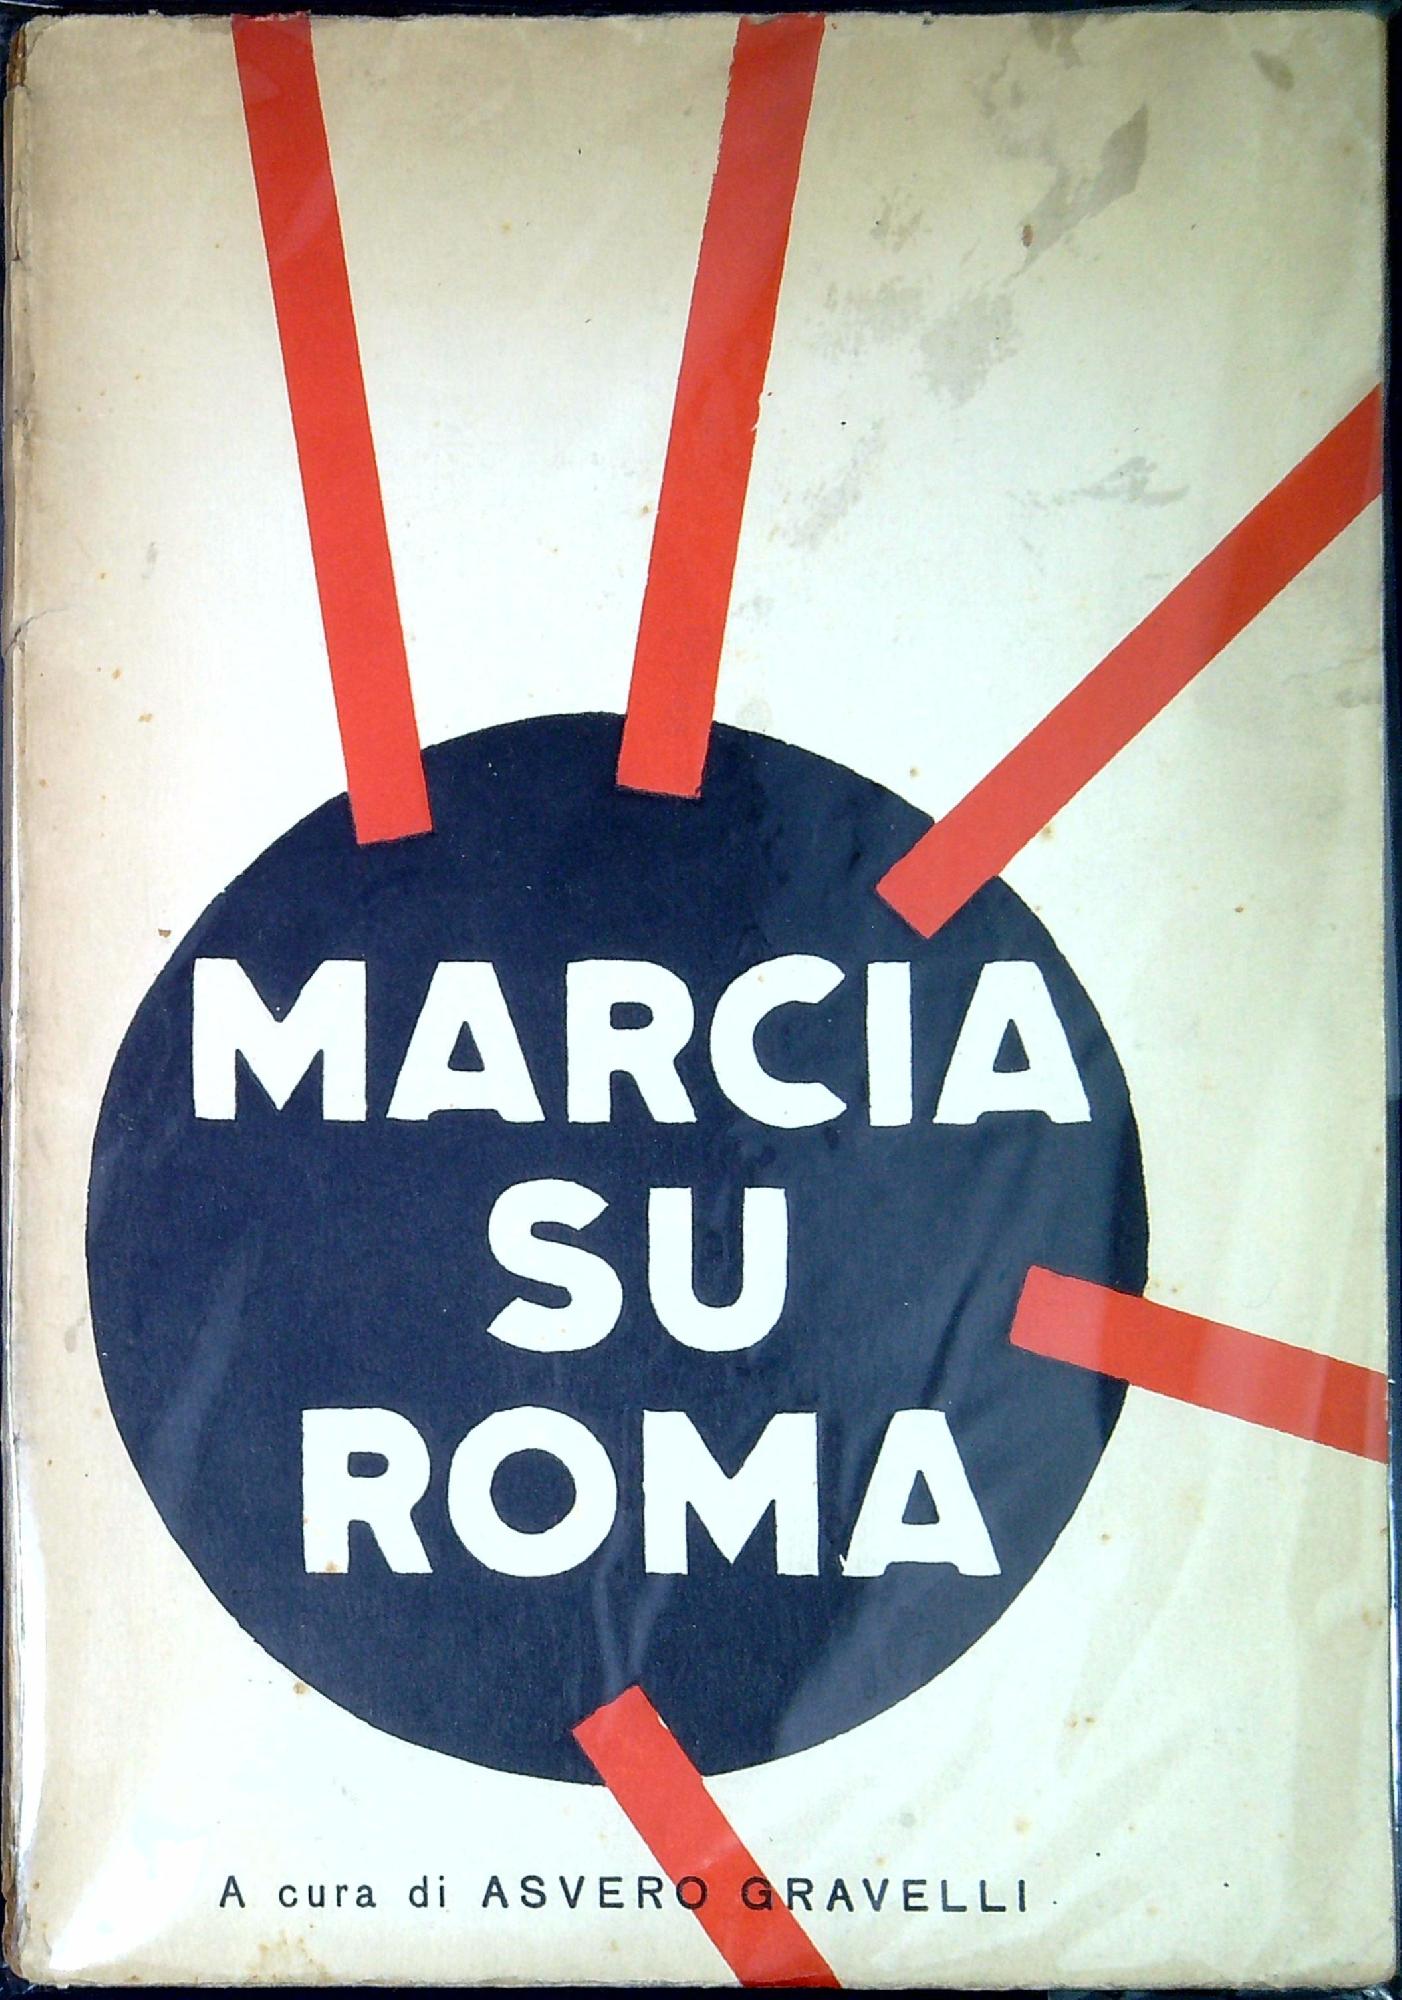 MARCIA
SU
ROMA
A cura di ASVERO GRAVELLI